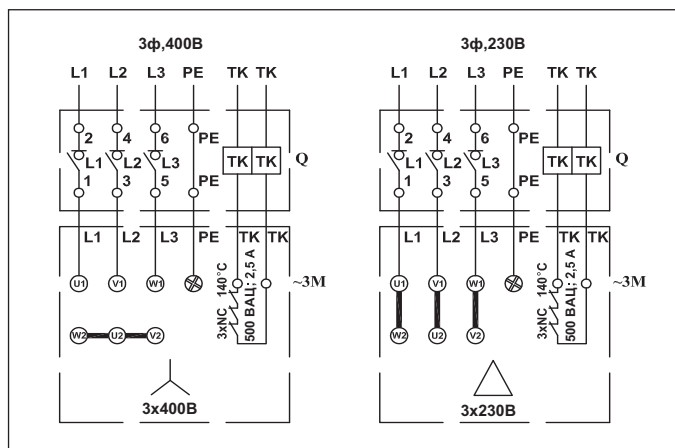 3ф,400В
L1 L2 L3 PE TK TK
2 4 6 PE
L1 L2 L3 TK TK Q
1 3 5 PE
L1 L2 L3 PE TK TK
U1 V1 W1 ~3М
3xNC 140°C
500 ВАЦ; 2,5 А
W2 U2 V2
3x400В
3ф,230В
L1 L2 L3 PE TK TK
2 4 6 PE
L1 L2 L3 TK TK Q
1 3 5 PE
L1 L2 L3 PE TK TK
U1 V1 W1 ~3М
3xNC 140°C
500 ВАЦ; 2,5 А
W2 U2 V2
3x230В